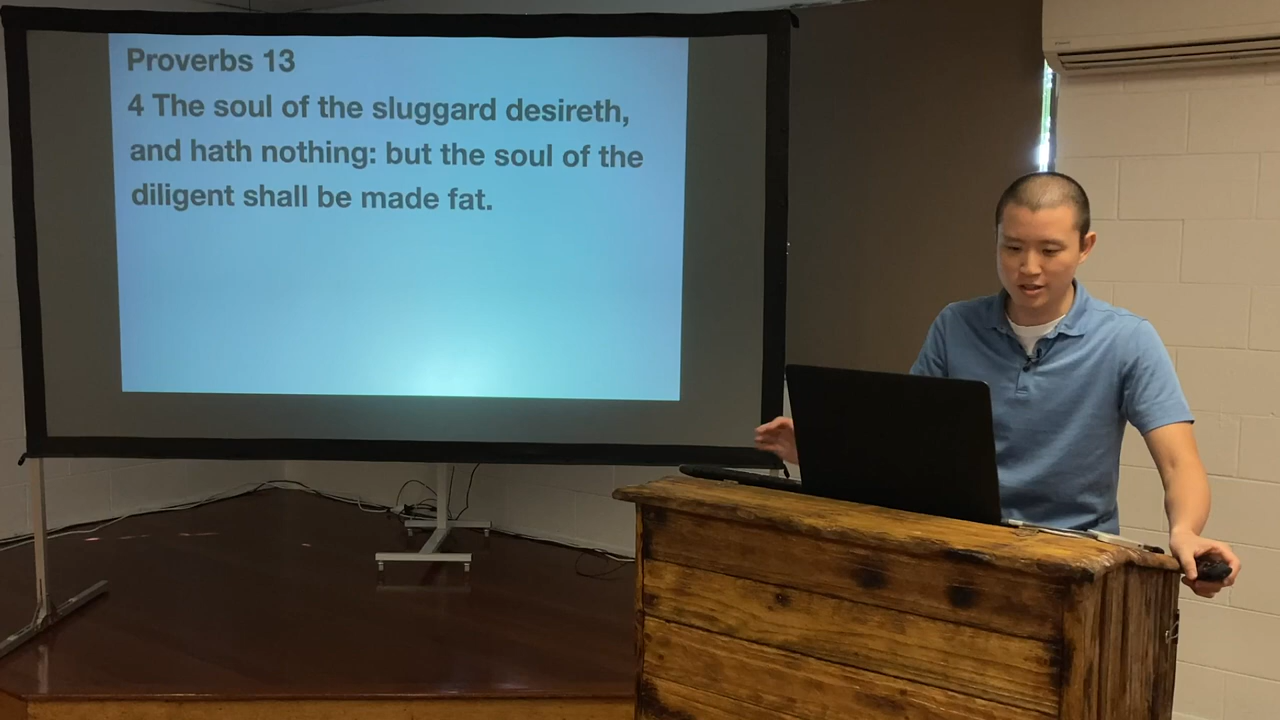 Proverbs 13
4 The soul of the sluggard desireth,
and hath nothing: but the soul of the
diligent shall be made fat.